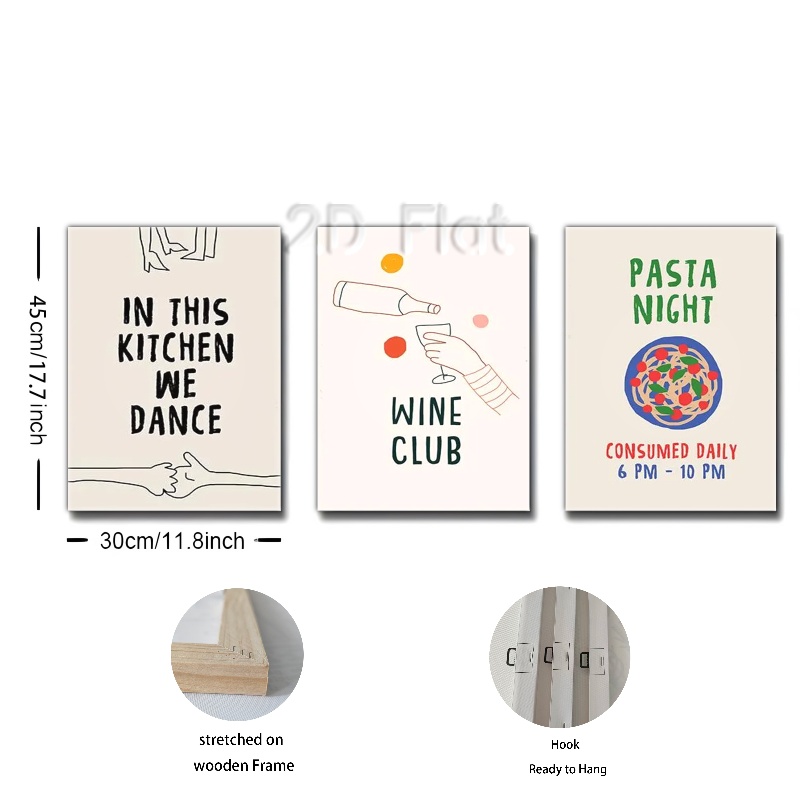 2D Flat
45cm/17.7inch
IN THIS
KITCHEN
WE
DANCE
WINE
CLUB
PASTA
NIGHT
CONSUMED DAILY
6 PM - 10 PM
30cm/11.8inch
stretched on
wooden Frame
Hook
Ready to Hang